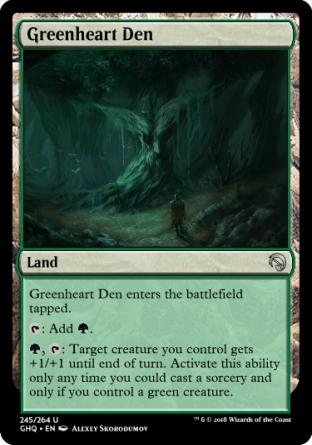 Greenheart Den
Land
Greenheart Den enters the battlefield
tapped.
: Add .
, : Target creature you control gets
+1/+1 until end of turn. Activate this ability
only any time you could cast a sorcery and
only if you control a green creature.
245/264 U
GHQ • EN Alexey Skorodumov
™ & © 2018 Wizards of the Coast